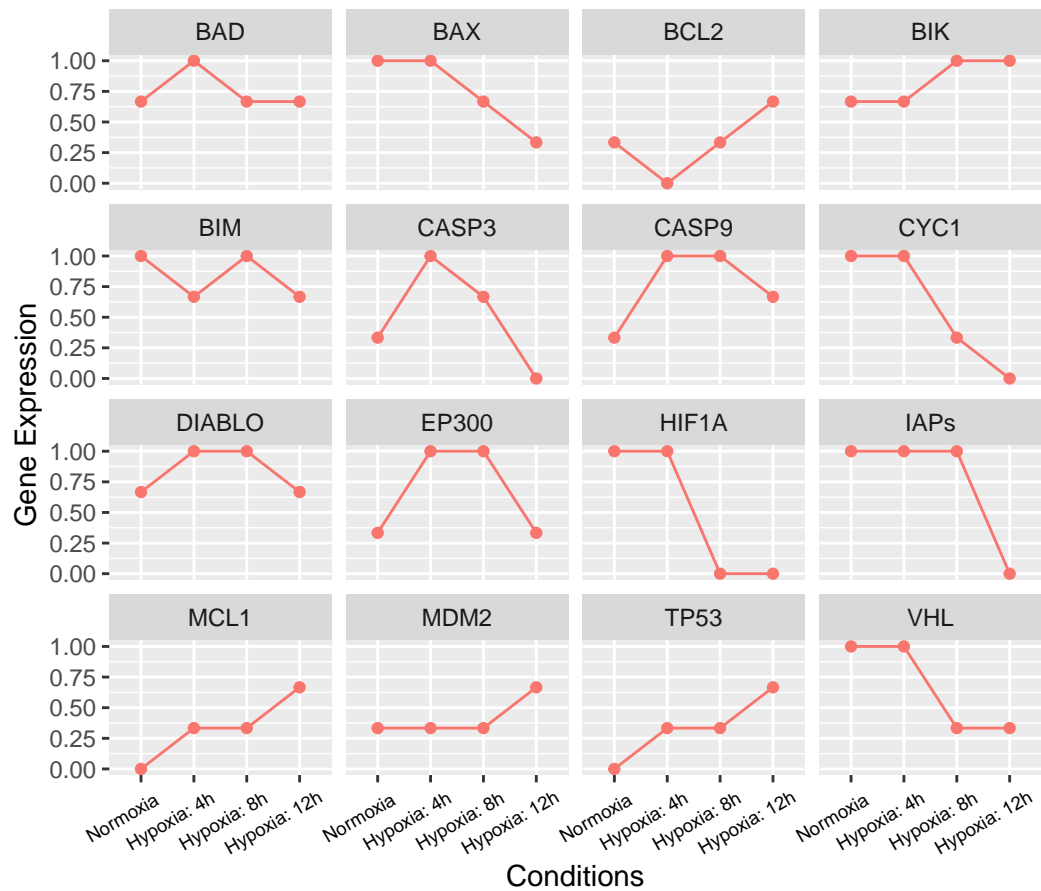 BAD BAX BCL2 BIK
1.00
0.75
0.50
0.25
0.00
BIM CASP3 CASP9 CYC1
1.00
0.75
0.50
0.25
0.00
DIABLO EP300 HIF1A IAPs
1.00
0.75
0.50
0.25
0.00
MCL1 MDM2 TP53 VHL
1.00
0.75
0.50
0.25
0.00
Gene Expression
Normoxia Hypoxia: 4h Hypoxia: 8h Hypoxia: 12h Normoxia Hypoxia: 4h Hypoxia: 8h Hypoxia: 12h Normoxia Hypoxia: 4h Hypoxia: 8h Hypoxia: 12h Normoxia Hypoxia: 4h Hypoxia: 8h Hypoxia: 12h
Conditions